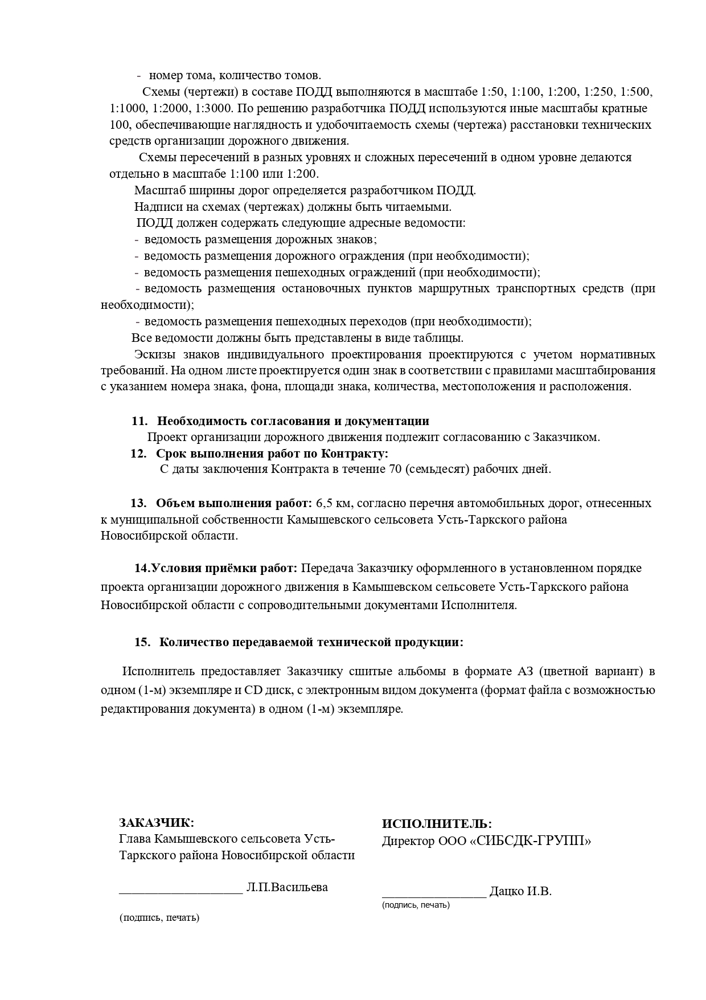 - номер тома, количество томов.
Схемы (чертежи) в составе ПОДД выполняются в масштабе 1:50, 1:100, 1:200, 1:250, 1:500,
1:1000, 1:2000, 1:3000. По решению разработчика ПОДД используются иные масштабы кратные
100, обеспечивающие наглядность и удобочитаемость схемы (чертежа) расстановки технических
средств организации дорожного движения.
Схемы пересечений в разных уровнях и сложных пересечений в одном уровне делаются
отдельно в масштабе 1:100 или 1:200.
Масштаб ширины дорог определяется разработчиком ПОДД.
Надписи на схемах (чертежах) должны быть читаемыми.
ПОДД должен содержать следующие адресные ведомости:
- ведомость размещения дорожных знаков;
- ведомость размещения дорожного ограждения (при необходимости);
- ведомость размещения пешеходных ограждений (при необходимости);
- ведомость размещения остановочных пунктов маршрутных транспортных средств (при
необходимости);
- ведомость размещения пешеходных переходов (при необходимости);
Все ведомости должны быть представлены в виде таблицы.
Эскизы знаков индивидуального проектирования проектируются с учетом нормативных
требований. На одном листе проектируется один знак в соответствии с правилами масштабирования
с указанием номера знака, фона, площади знака, количества, местоположения и расположения.
11. Необходимость согласования и документации
Проект организации дорожного движения подлежит согласованию с Заказчиком.
12. Срок выполнения работ по Контракту:
С даты заключения Контракта в течение 70 (семьдесят) рабочих дней.
13. Объем выполнения работ: 6,5 км, согласно перечня автомобильных дорог, отнесенных
к муниципальной собственности Камышевского сельсовета Усть-Таркского района
Новосибирской области.
14.Условия приёмки работ: Передача Заказчику оформленного в установленном порядке
проекта организации дорожного движения в Камышевском сельсовете Усть-Таркского района
Новосибирской области с сопроводительными документами Исполнителя.
15. Количество передаваемой технической продукции:
Исполнитель предоставляет Заказчику сшитые альбомы в формате АЗ (цветной вариант) в
одном (1-м) экземпляре и CD диск, с электронным видом документа (формат файла с возможностью
редактирования документа) в одном (1-м) экземпляре.
ЗАКАЗЧИК:
Глава Камышевского сельсовета Усть-
Таркского района Новосибирской области
____________________ Л.П.Васильева
(подпись, печать)
ИСПОЛНИТЕЛЬ:
Директор ООО «СИБСДК-ГРУПП»
_________________ Дацко И.В.
(подпись, печать)